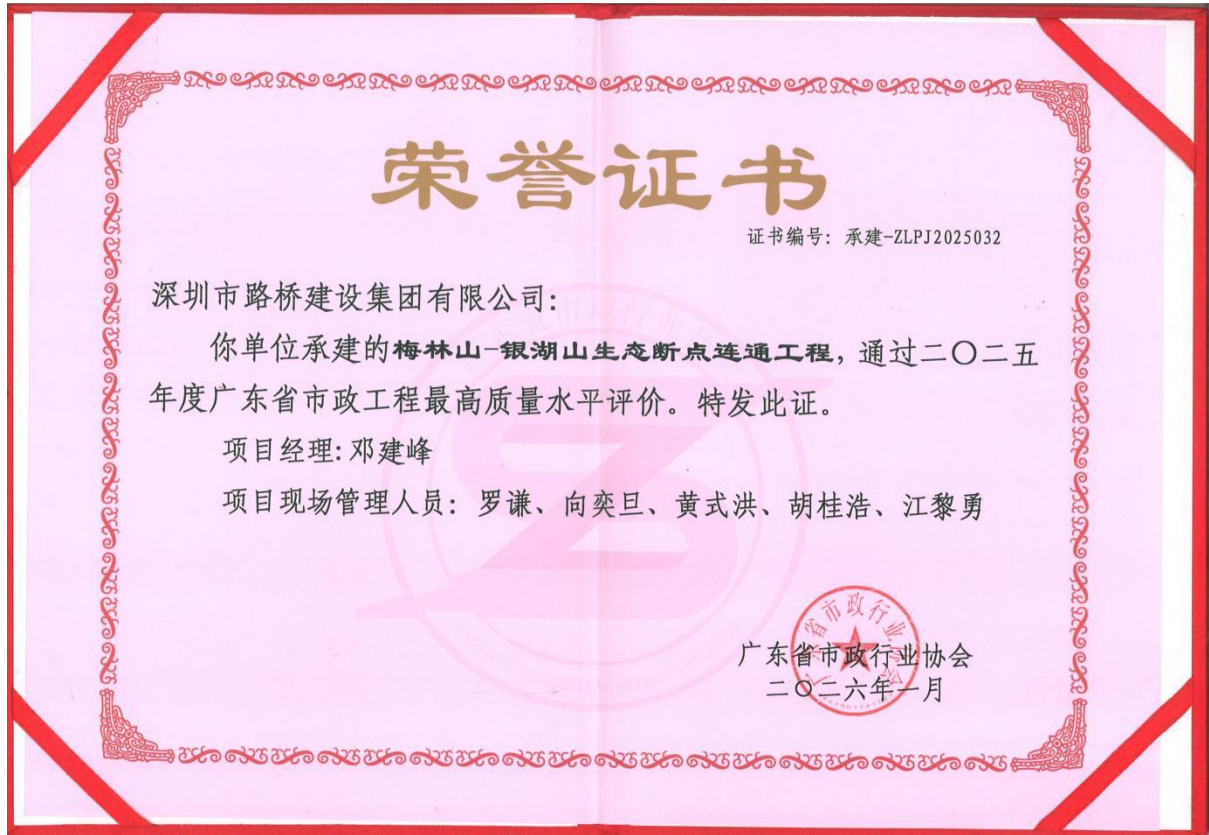 荣誉证书
证书编号：承建-ZLPJ2025032
深圳市路桥建设集团有限公司：
你单位承建的梅林山-银湖山生态断点连通工程，通过二〇二五
年度广东省市政工程最高质量水平评价。特发此证。
项目经理：邓建峰
项目现场管理人员：罗谦、向奕旦、黄式洪、胡桂浩、江黎勇
广东省市政行业协会
二〇二六年一月